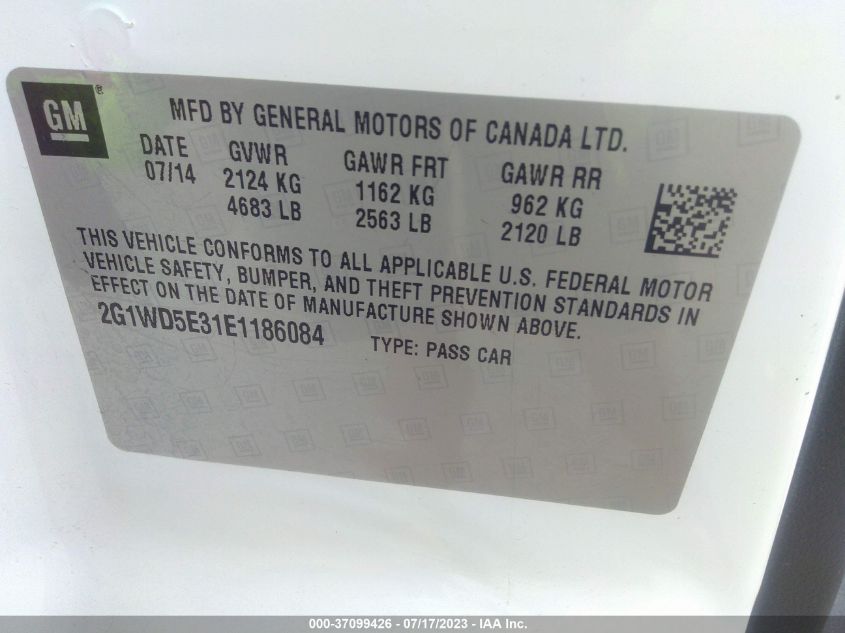 GM ®
MFD BY GENERAL MOTORS OF CANADA LTD.
DATE GVWR GAWR FRT GAWR RR
07/14 2124 KG 1162 KG 962 KG
4683 LB 2563 LB 2120 LB
THIS VEHICLE CONFORMS TO ALL APPLICABLE U.S. FEDERAL MOTOR
VEHICLE SAFETY, BUMPER, AND THEFT PREVENTION STANDARDS IN
EFFECT ON THE DATE OF MANUFACTURE SHOWN ABOVE.
2G1WD5E31E1186084 TYPE: PASS CAR
000-37099426 - 07/17/2023 - IAA Inc.